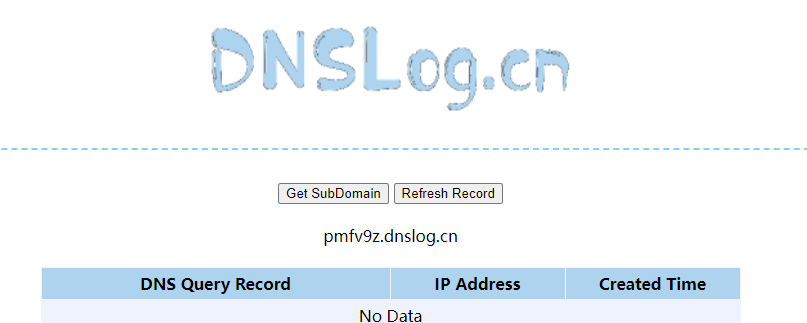 DNSLog.cn
Get SubDomain Refresh Record
pmfv9z.dnslog.cn
DNS Query Record IP Address Created Time
No Data